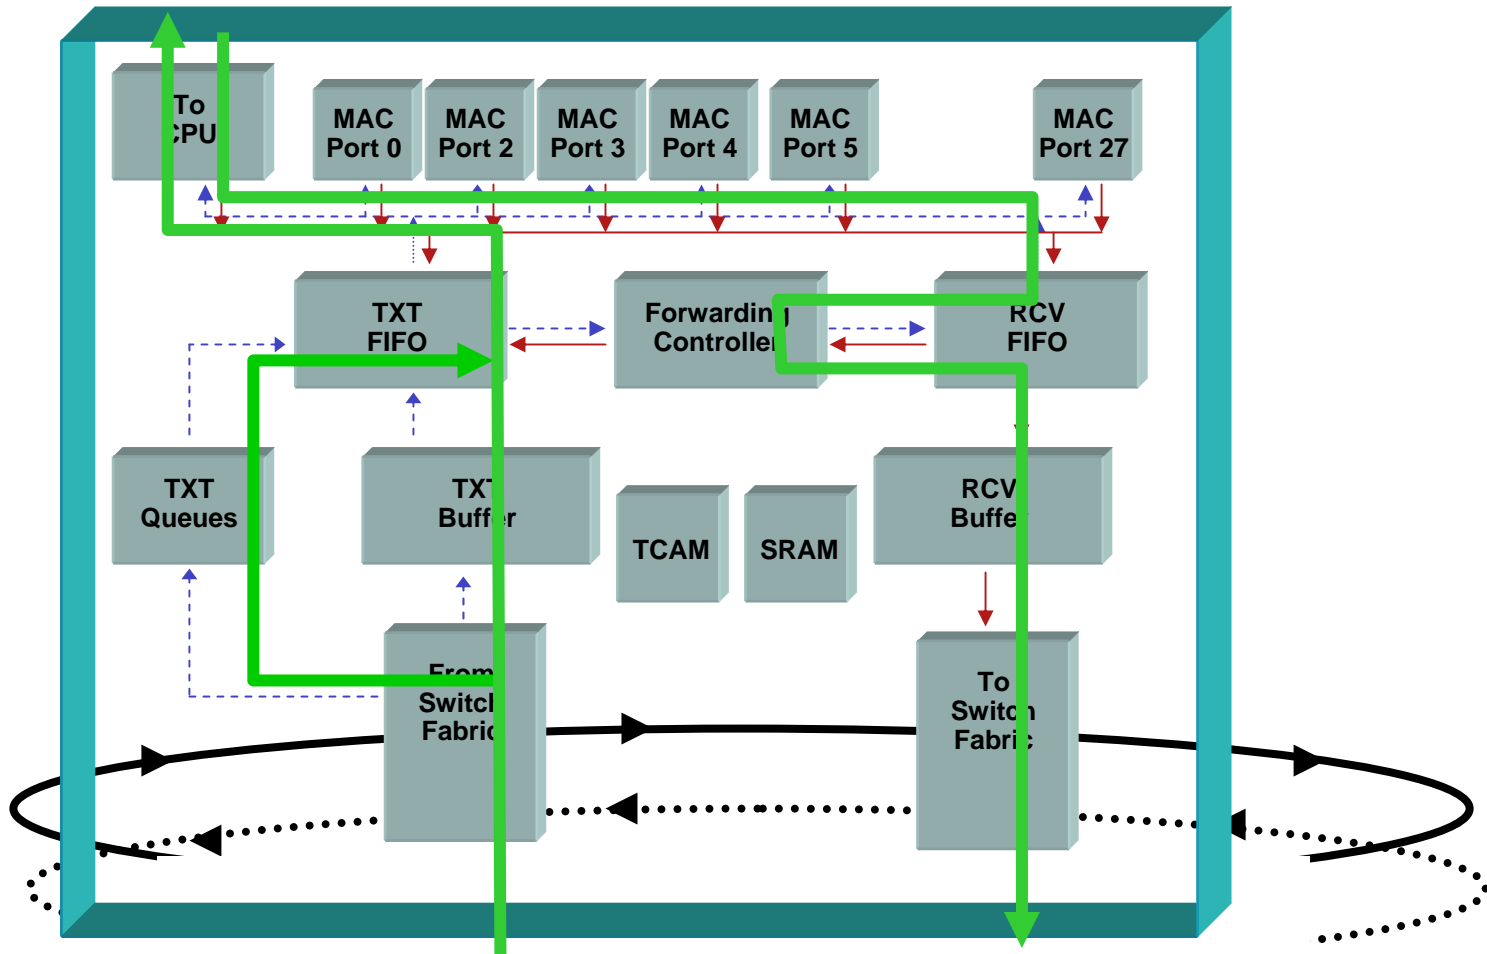 To
CPU
MAC
Port 0
MAC
Port 2
MAC
Port 3
MAC
Port 4
MAC
Port 5
MAC
Port 27
TXT
FIFO
Forwarding
Controller
RCV
FIFO
TXT
Queues
TXT
Buffer
TCAM
SRAM
RCV
Buffer
From
Switch
Fabric
To
Switch
Fabric